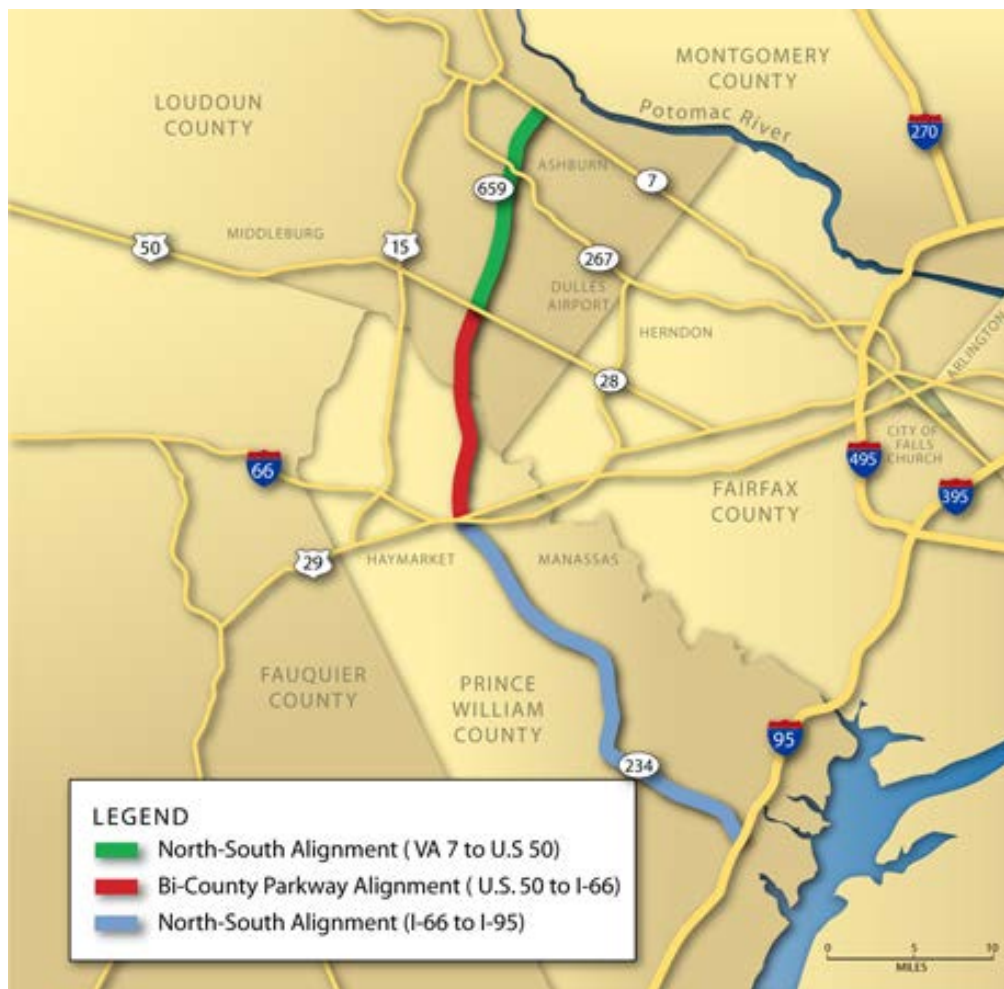 MONTGOMERY
COUNTY
LOUDOUN
COUNTY
Potomac River
270
ASHBURN
7
659
MIDDLEBURG
50
15
267
DULLES
AIRPORT
HERNDON
ARLINGTON
28
CITY OF
FALLS
CHURCH
66
495
395
FAIRFAX
COUNTY
29
HAYMARKET
MANASSAS
FAUQUIER
COUNTY
PRINCE
WILLIAM
COUNTY
95
234
LEGEND
North-South Alignment ( VA 7 to U.S 50)
Bi-County Parkway Alignment ( U.S. 50 to I-66)
North-South Alignment (I-66 to I-95)
0 5 10
MILES